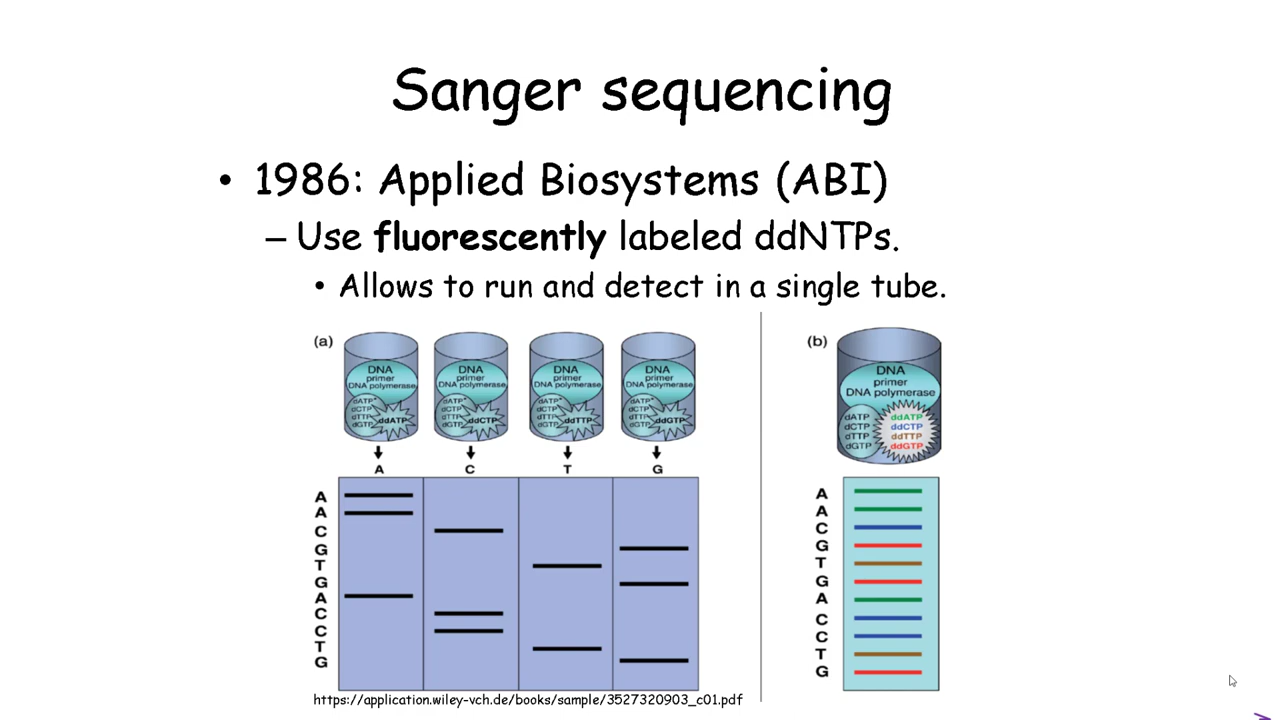 Sanger sequencing
• 1986: Applied Biosystems (ABI)
– Use fluorescently labeled ddNTPs.
• Allows to run and detect in a single tube.
(a)
DNA
primer
DNA polymerase
dATP*
dCTP
dTTP
dGTP
ddATP
DNA
primer
DNA polymerase
dATP*
dCTP
dTTP
dGTP
ddCTP
DNA
primer
DNA polymerase
dATP*
dCTP
dTTP
dGTP
ddTTP
DNA
primer
DNA polymerase
dATP*
dCTP
dTTP
dGTP
ddGTP
A C T G
A
A
C
G
T
G
A
C
C
T
G
(b)
DNA
primer
DNA polymerase
dATP
dCTP
dTTP
dGTP
ddATP
ddCTP
ddTTP
ddGTP
A
A
C
G
T
G
A
C
C
T
G
https://application.wiley-vch.de/books/sample/3527320903_c01.pdf